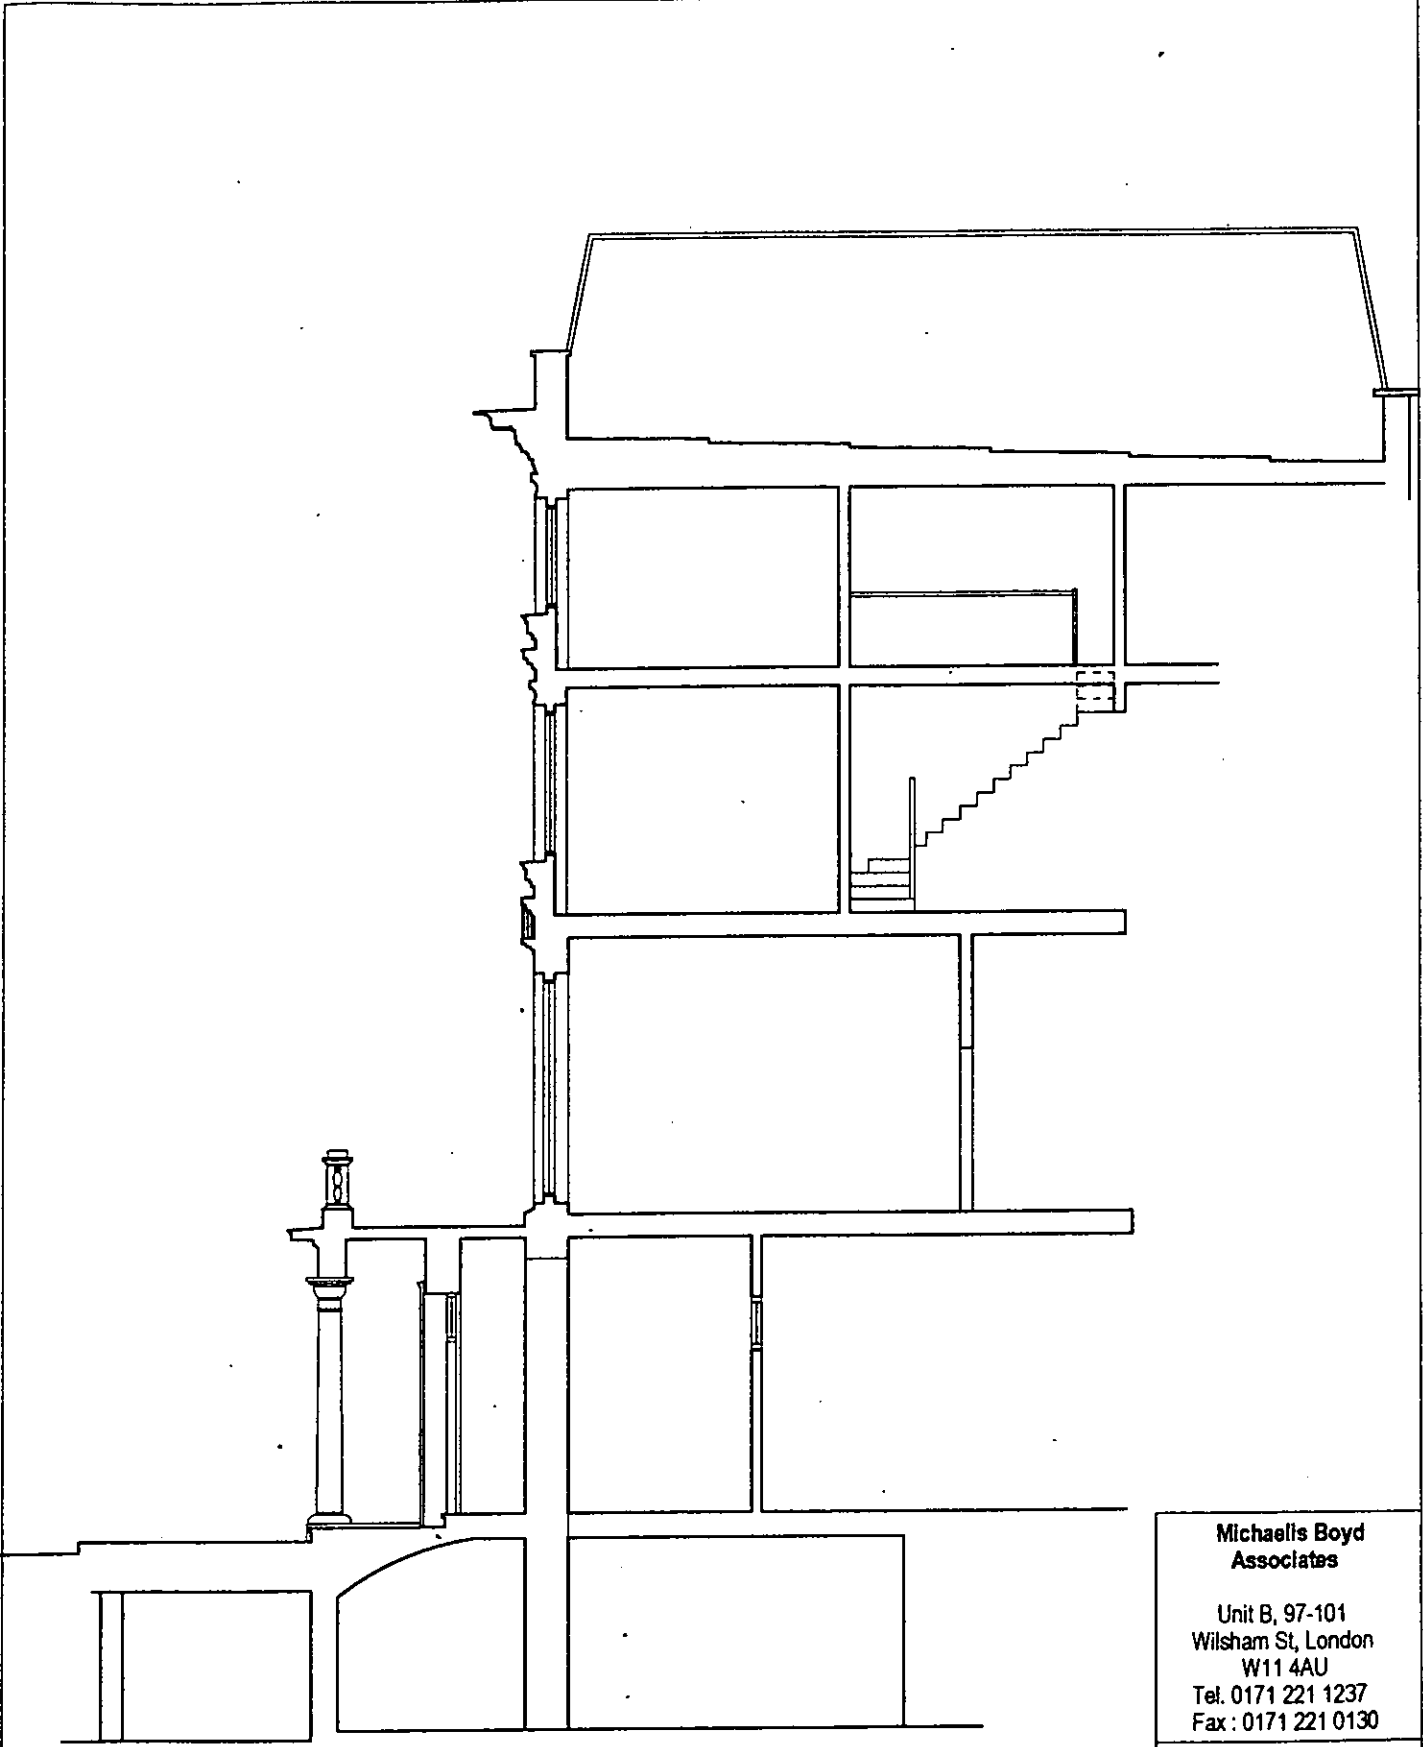 Michaelis Boyd
Associates
Unit B, 97-101
Wilsham St, London
W11 4AU
Tel. 0171 221 1237
Fax : 0171 221 0130